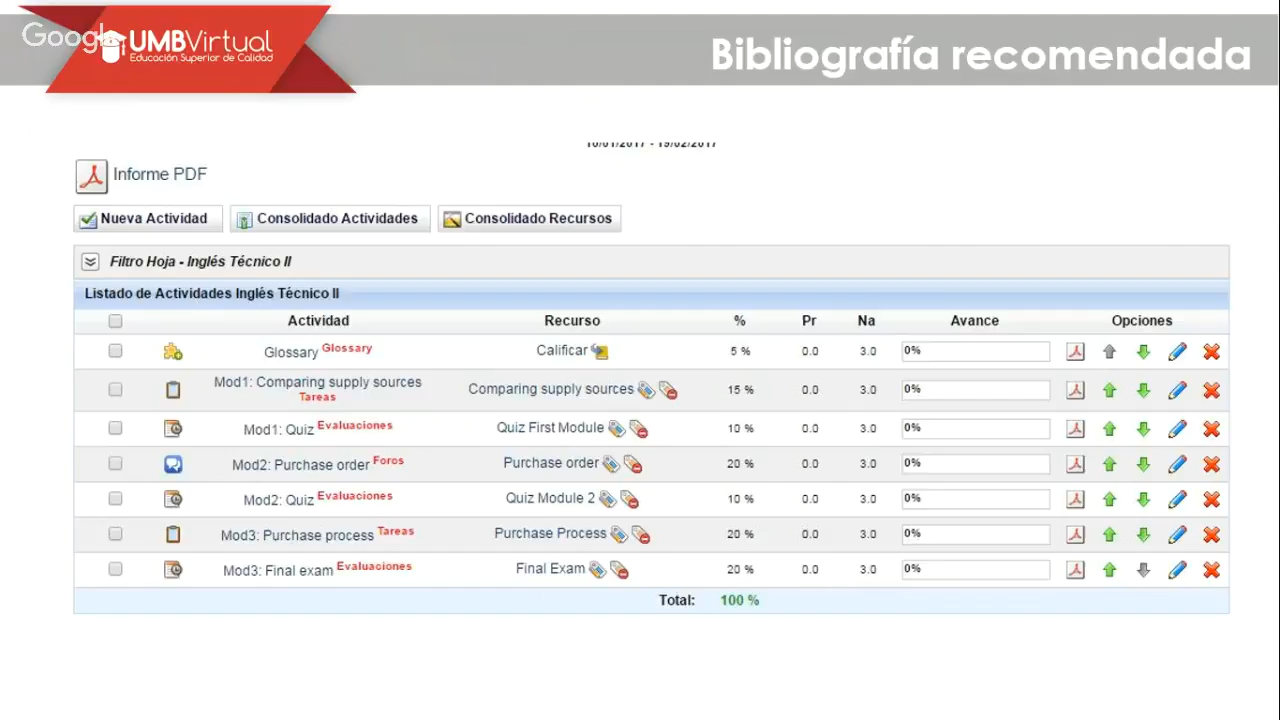 Google
UMBVirtual
Educación Superior de Calidad
Bibliografía recomendada
10/01/2017 - 19/02/2017
Informe PDF
Nueva Actividad Consolidado Actividades Consolidado Recursos
Filtro Hoja - Inglés Técnico II
Listado de Actividades Inglés Técnico II
Actividad Recurso % Pr Na Avance Opciones
Glossary Glossary Calificar 5 % 0.0 3.0 0%
Mod1: Comparing supply sources Tareas Comparing supply sources 15 % 0.0 3.0 0%
Mod1: Quiz Evaluaciones Quiz First Module 10 % 0.0 3.0 0%
Mod2: Purchase order Foros Purchase order 20 % 0.0 3.0 0%
Mod2: Quiz Evaluaciones Quiz Module 2 10 % 0.0 3.0 0%
Mod3: Purchase process Tareas Purchase Process 20 % 0.0 3.0 0%
Mod3: Final exam Evaluaciones Final Exam 20 % 0.0 3.0 0%
Total: 100 %